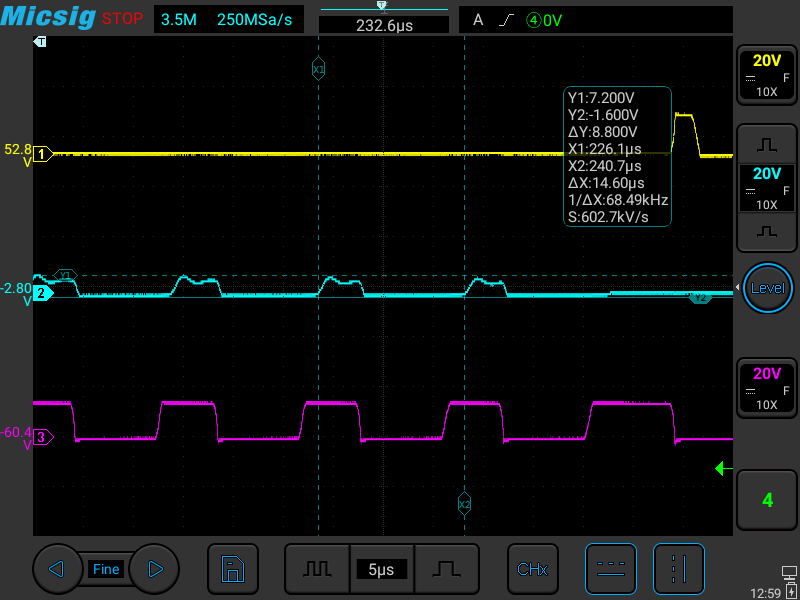 Micsig STOP 3.5M 250MSa/s T 232.6µs A 4 0V
T
X1
20V
F
10X
Y1:7.200V
Y2:-1.600V
ΔY:8.800V
X1:226.1µs
X2:240.7µs
ΔX:14.60µs
1/ΔX:68.49kHz
S:602.7kV/s
52.8
V
1
20V
F
10X
Y1
-2.80
V
2
Y2
Level
20V
F
10X
-60.4
V
3
X2
4
Fine 5µs CHx
12:59